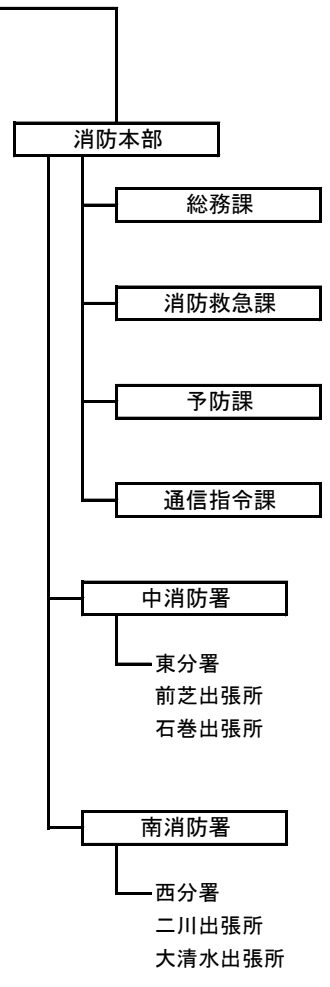 消防本部
総務課
消防救急課
予防課
通信指令課
中消防署
東分署
前芝出張所
石巻出張所
南消防署
西分署
二川出張所
大清水出張所